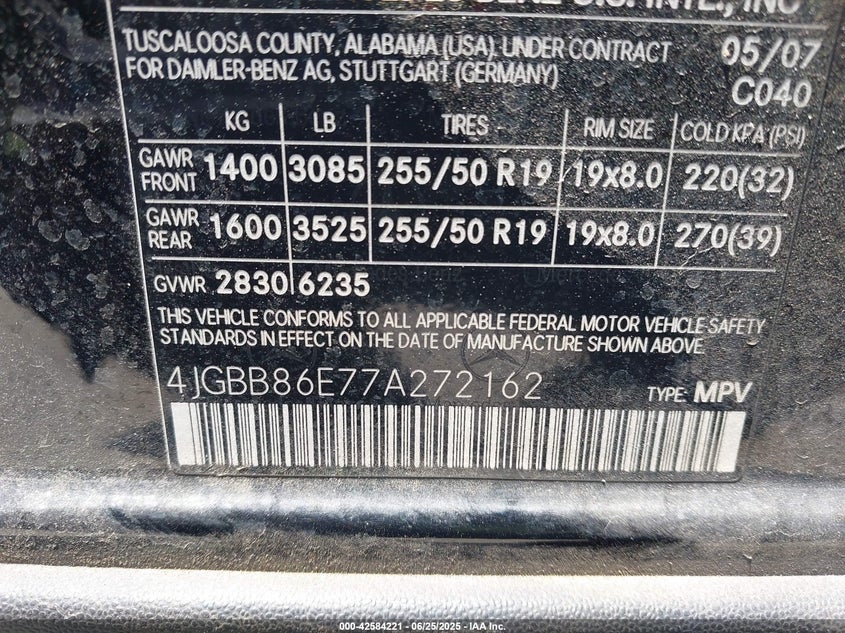 BENZ U.S. INTL., INC
TUSCALOOSA COUNTY, ALABAMA (USA) UNDER CONTRACT 05/07
FOR DAIMLER-BENZ AG, STUTTGART (GERMANY) C040
KG LB TIRES RIM SIZE COLD KPA (PSI)
GAWR FRONT 1400 3085 255/50 R19 19x8.0 220(32)
GAWR REAR 1600 3525 255/50 R19 19x8.0 270(39)
GVWR 2830 6235
THIS VEHICLE CONFORMS TO ALL APPLICABLE FEDERAL MOTOR VEHICLE SAFETY
STANDARDS IN EFFECT ON THE DATE OF MANUFACTURE SHOWN ABOVE.
4JGBB86E77A272162 TYPE: MPV
000-42584221 - 06/25/2025 - IAA Inc.